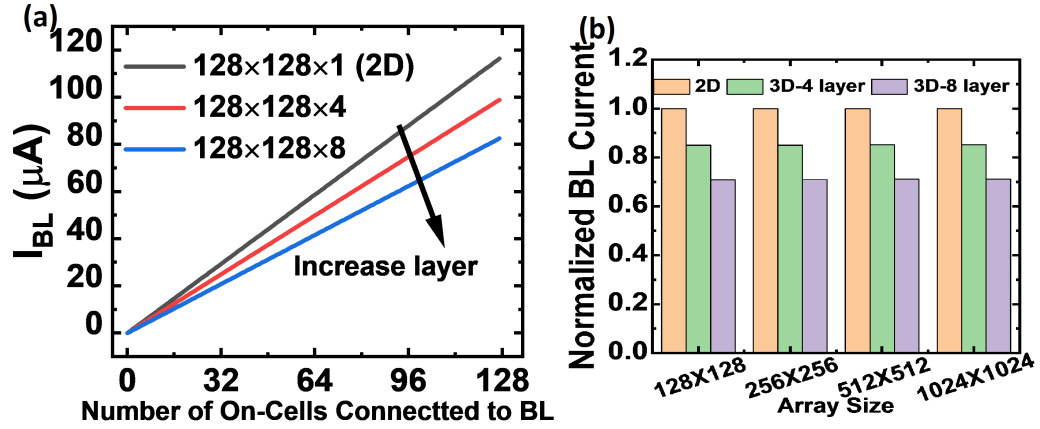 (a)
120
100
80
60
40
20
0
I_BL (μA)
128×128×1 (2D)
128×128×4
128×128×8
Increase layer
0 32 64 96 128
Number of On-Cells Connectted to BL
(b)
Normalized BL Current
1.2
1.0
0.8
0.6
0.4
0.2
0.0
2D 3D-4 layer 3D-8 layer
128X128 256X256 512X512 1024X1024
Array Size